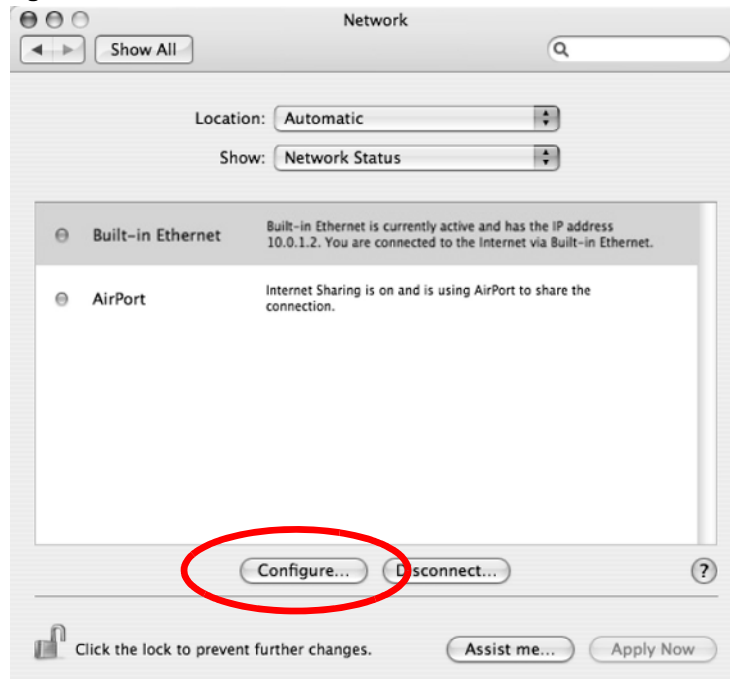 Network
Show All
Location: Automatic
Show: Network Status
Built-in Ethernet
Built-in Ethernet is currently active and has the IP address
10.0.1.2. You are connected to the Internet via Built-in Ethernet.
AirPort
Internet Sharing is on and is using AirPort to share the
connection.
Configure... Disconnect... ?
Click the lock to prevent further changes. Assist me... Apply Now